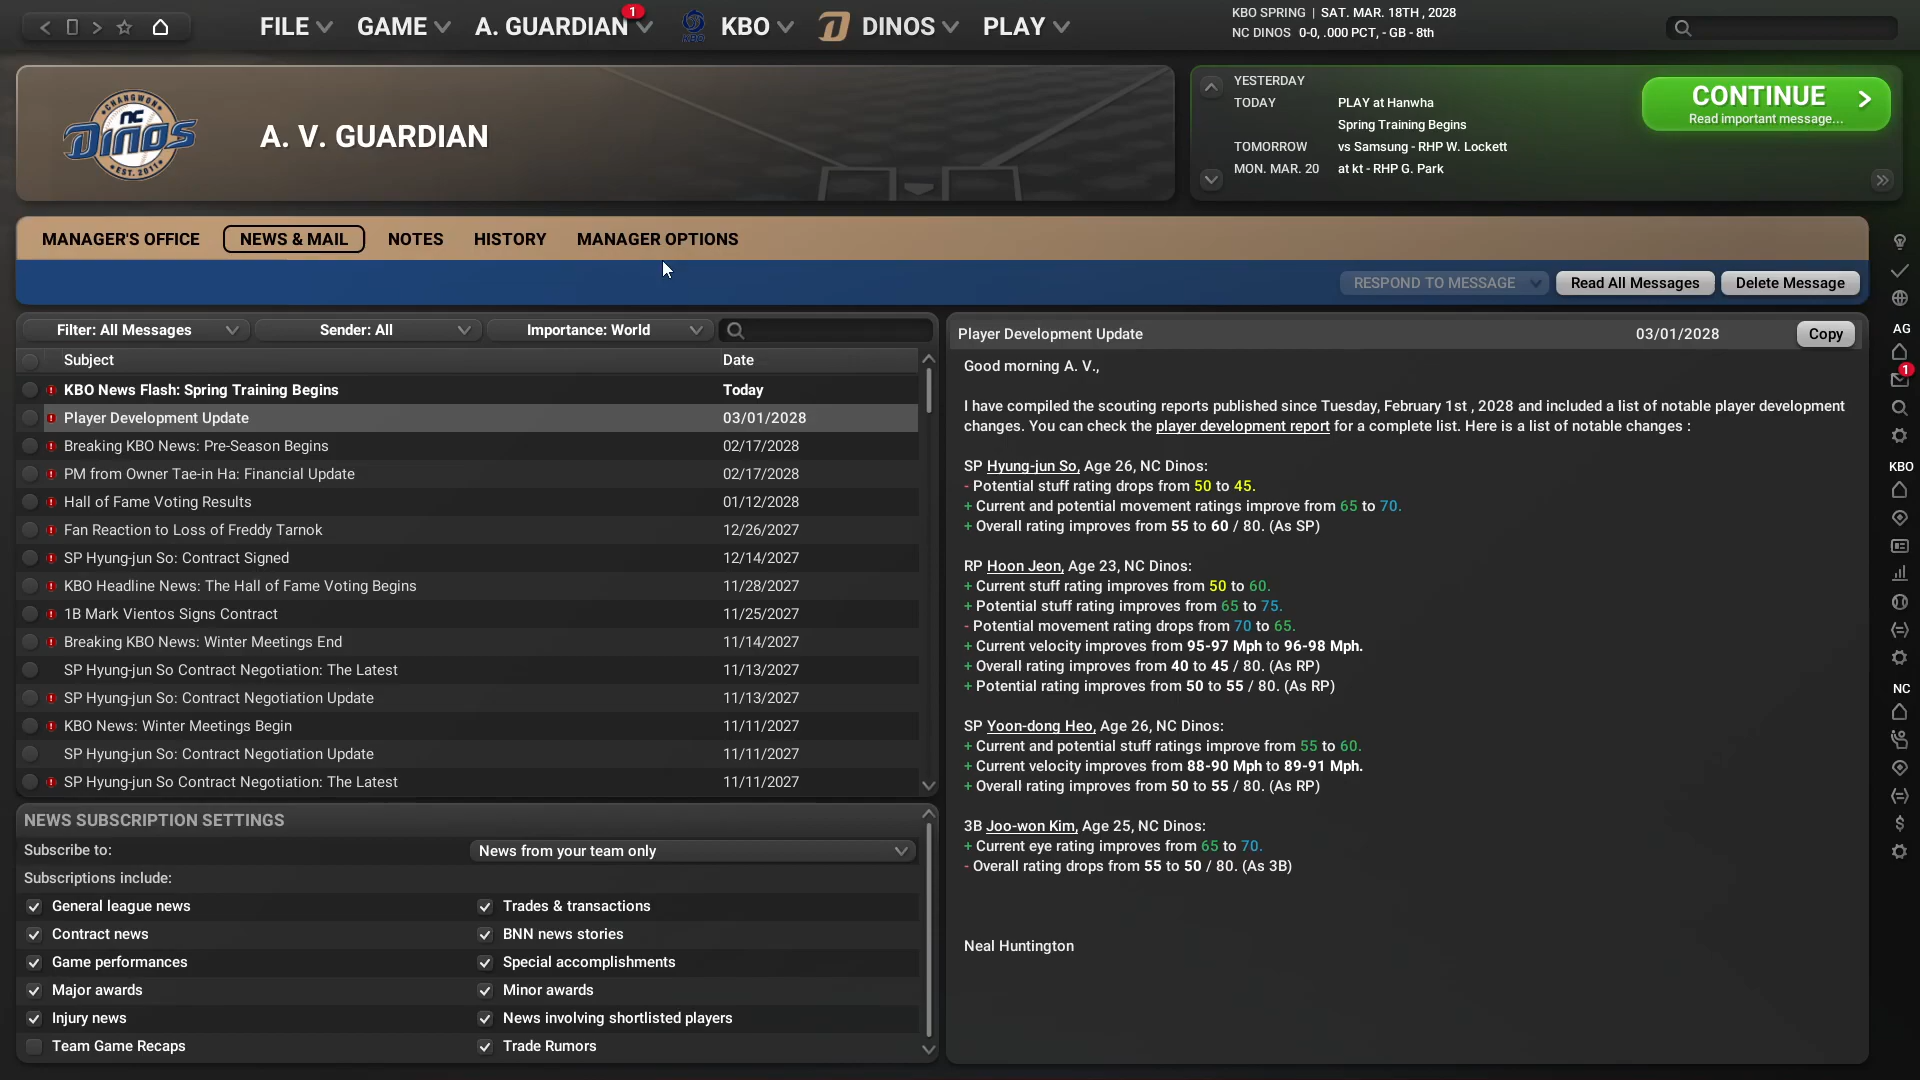 FILE
GAME
A. GUARDIAN
1
KBO
DINOS
PLAY
KBO SPRING | SAT. MAR. 18TH , 2028
NC DINOS 0-0, .000 PCT, - GB - 8th
CHANGWON
NC
DINOS
EST. 2011
A. V. GUARDIAN
YESTERDAY
TODAY PLAY at Hanwha
Spring Training Begins
TOMORROW vs Samsung - RHP W. Lockett
MON. MAR. 20 at kt - RHP G. Park
CONTINUE
Read important message...
MANAGER'S OFFICE
NEWS & MAIL
NOTES
HISTORY
MANAGER OPTIONS
RESPOND TO MESSAGE
Read All Messages
Delete Message
Filter: All Messages
Sender: All
Importance: World
Subject Date
KBO News Flash: Spring Training Begins Today
Player Development Update 03/01/2028
Breaking KBO News: Pre-Season Begins 02/17/2028
PM from Owner Tae-in Ha: Financial Update 02/17/2028
Hall of Fame Voting Results 01/12/2028
Fan Reaction to Loss of Freddy Tarnok 12/26/2027
SP Hyung-jun So: Contract Signed 12/14/2027
KBO Headline News: The Hall of Fame Voting Begins 11/28/2027
1B Mark Vientos Signs Contract 11/25/2027
Breaking KBO News: Winter Meetings End 11/14/2027
SP Hyung-jun So Contract Negotiation: The Latest 11/13/2027
SP Hyung-jun So: Contract Negotiation Update 11/13/2027
KBO News: Winter Meetings Begin 11/11/2027
SP Hyung-jun So: Contract Negotiation Update 11/11/2027
SP Hyung-jun So Contract Negotiation: The Latest 11/11/2027
NEWS SUBSCRIPTION SETTINGS
Subscribe to: News from your team only
Subscriptions include:
General league news Trades & transactions
Contract news BNN news stories
Game performances Special accomplishments
Major awards Minor awards
Injury news News involving shortlisted players
Team Game Recaps Trade Rumors
Player Development Update 03/01/2028 Copy
Good morning A. V.,
I have compiled the scouting reports published since Tuesday, February 1st , 2028 and included a list of notable player development
changes. You can check the player development report for a complete list. Here is a list of notable changes :
SP Hyung-jun So, Age 26, NC Dinos:
- Potential stuff rating drops from 50 to 45.
+ Current and potential movement ratings improve from 65 to 70.
+ Overall rating improves from 55 to 60 / 80. (As SP)
RP Hoon Jeon, Age 23, NC Dinos:
+ Current stuff rating improves from 50 to 60.
+ Potential stuff rating improves from 65 to 75.
- Potential movement rating drops from 70 to 65.
+ Current velocity improves from 95-97 Mph to 96-98 Mph.
+ Overall rating improves from 40 to 45 / 80. (As RP)
+ Potential rating improves from 50 to 55 / 80. (As RP)
SP Yoon-dong Heo, Age 26, NC Dinos:
+ Current and potential stuff ratings improve from 55 to 60.
+ Current velocity improves from 88-90 Mph to 89-91 Mph.
+ Overall rating improves from 50 to 55 / 80. (As RP)
3B Joo-won Kim, Age 25, NC Dinos:
+ Current eye rating improves from 65 to 70.
- Overall rating drops from 55 to 50 / 80. (As 3B)
Neal Huntington
AG
1
KBO
NC